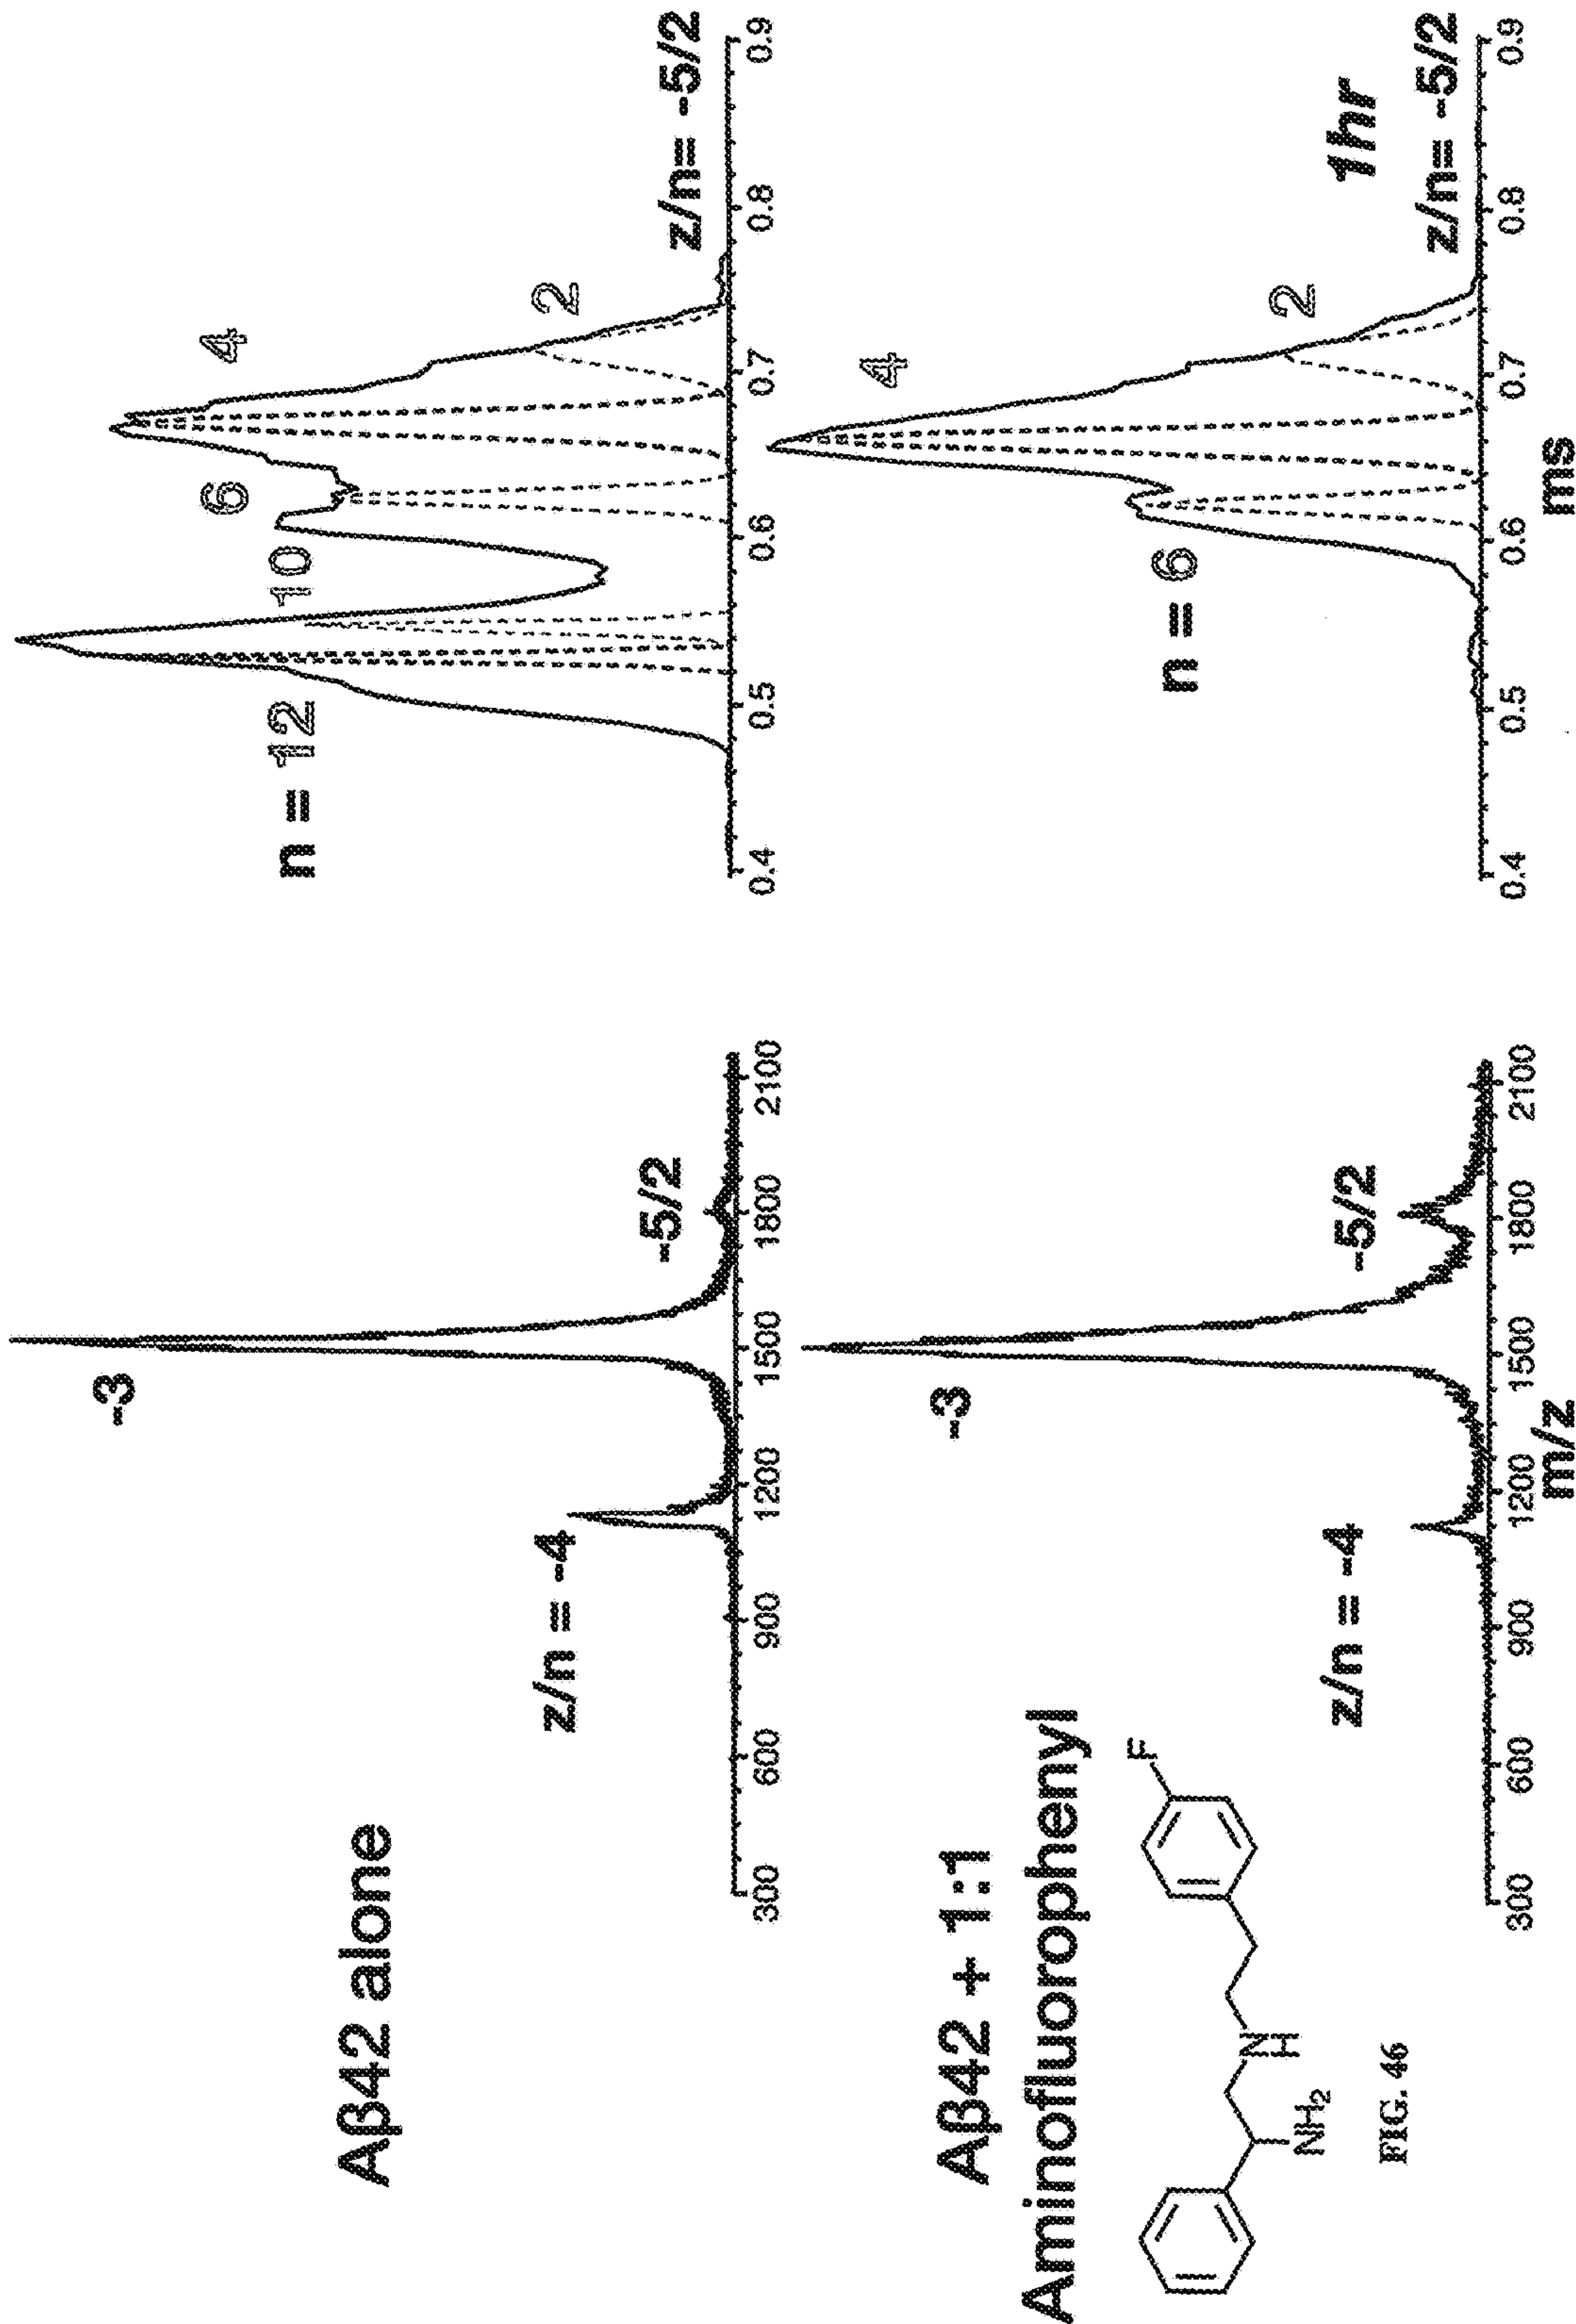 Aβ42 alone
z/n = -4
-3
-5/2
300 600 900 1200 1500 1800 2100
n = 12
10
6
4
2
z/n= -5/2
0.4 0.5 0.6 0.7 0.8 0.9
Aβ42 + 1:1
Aminofluorophenyl
F
N
H
NH2
z/n = -4
-3
-5/2
300 600 900 1200 1500 1800 2100
m/z
n = 6
4
2
1hr
z/n= -5/2
0.4 0.5 0.6 0.7 0.8 0.9
ms
FIG. 46